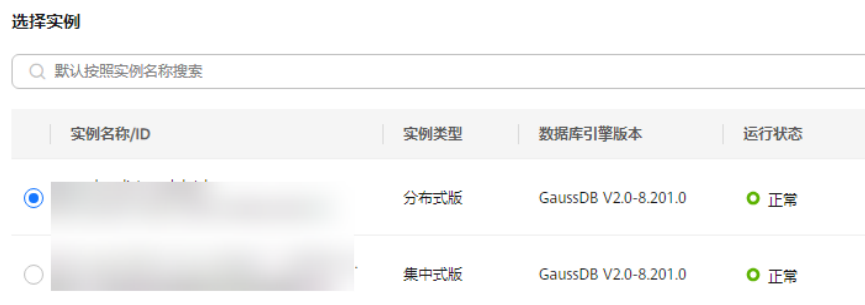 选择实例
默认按照实例名称搜索
实例名称/ID 实例类型 数据库引擎版本 运行状态
分布式版 GaussDB V2.0-8.201.0 正常
集中式版 GaussDB V2.0-8.201.0 正常